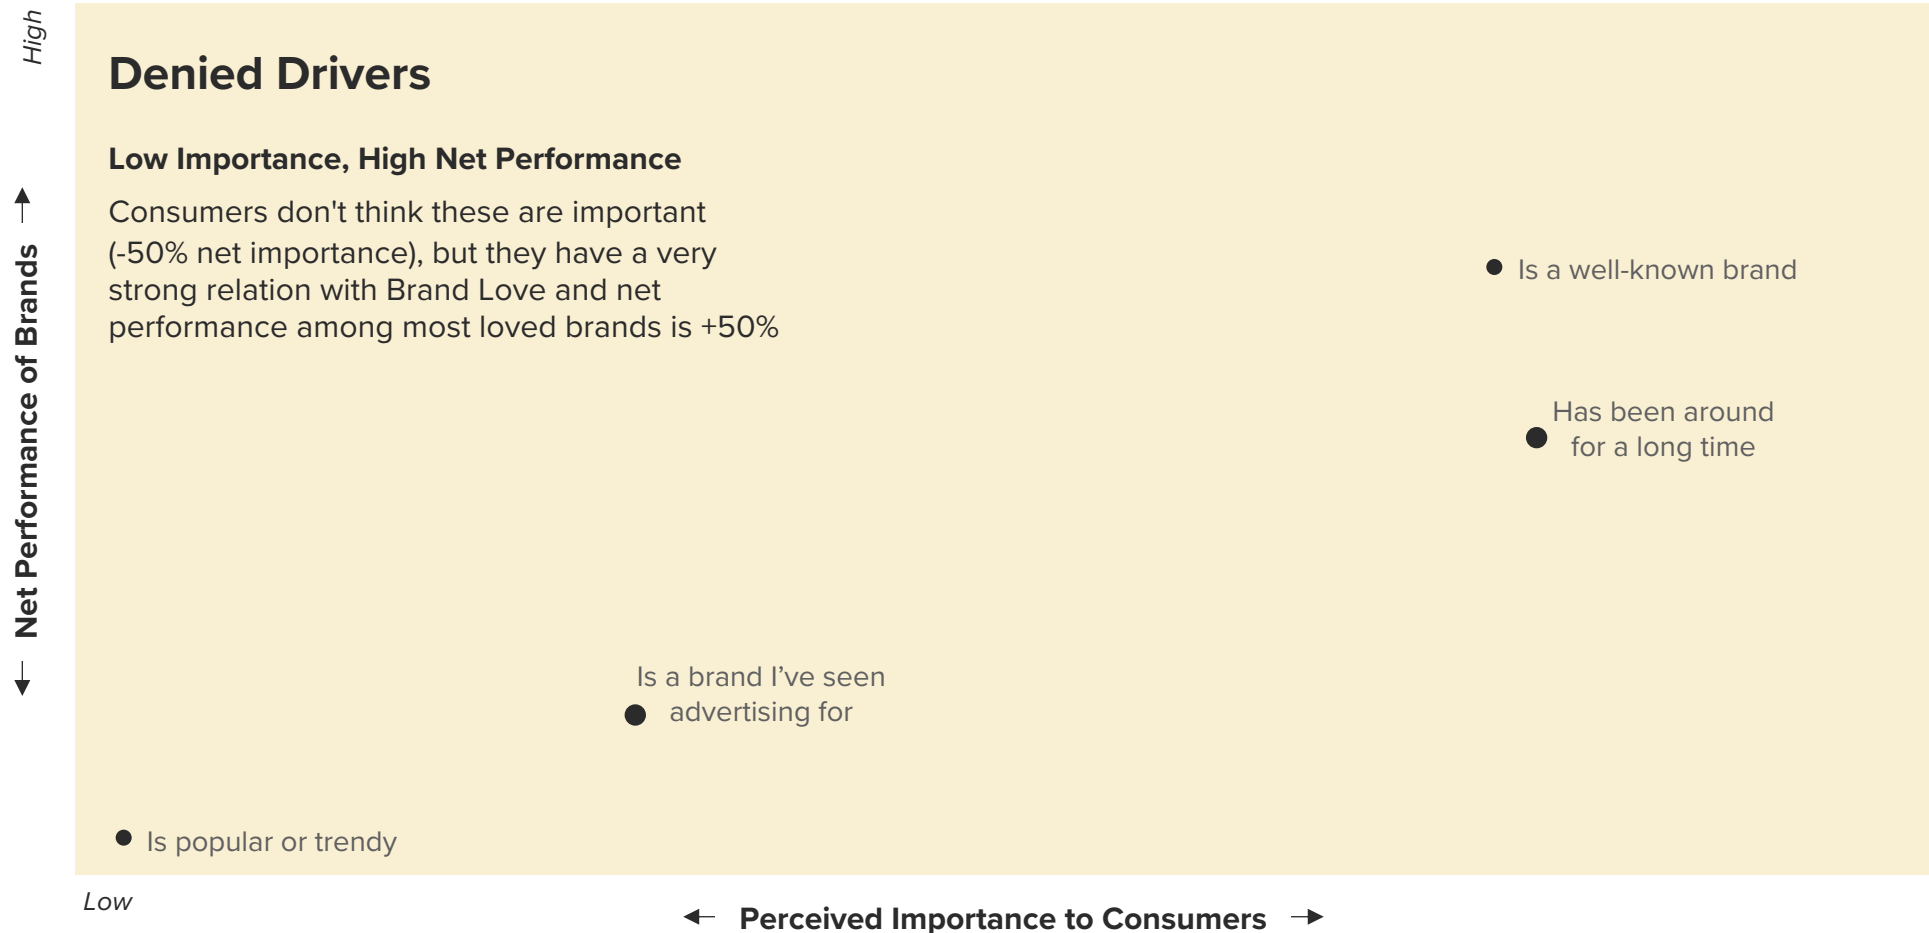 High
Denied Drivers
Low Importance, High Net Performance
Consumers don't think these are important
(-50% net importance), but they have a very
strong relation with Brand Love and net
performance among most loved brands is +50%
Net Performance of Brands
Is a well-known brand
Has been around
for a long time
Is a brand I’ve seen
advertising for
Is popular or trendy
Low
Perceived Importance to Consumers